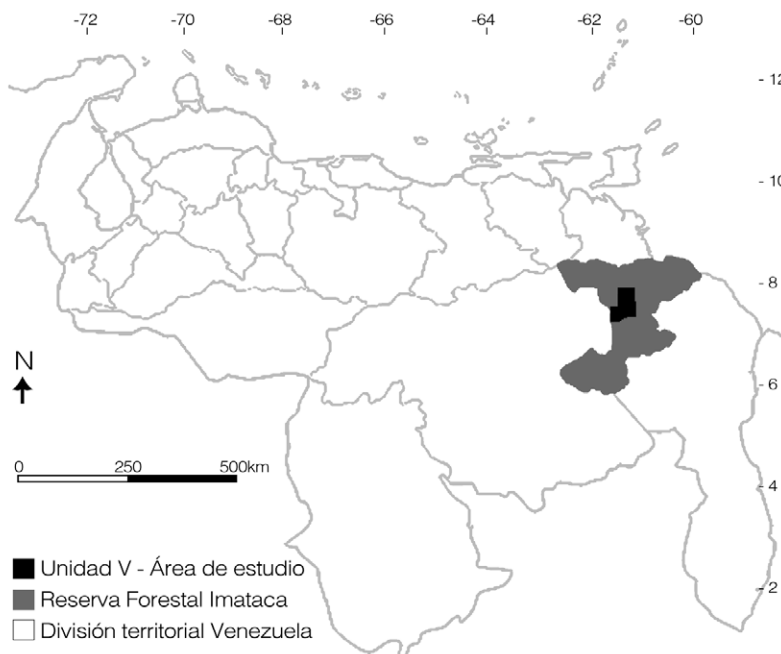 -72 -70 -68 -66 -64 -62 -60
- 12
- 10
- 8
N
- 6
0 250 500km
- 4
Unidad V - Área de estudio
Reserva Forestal Imataca
- 2
División territorial Venezuela